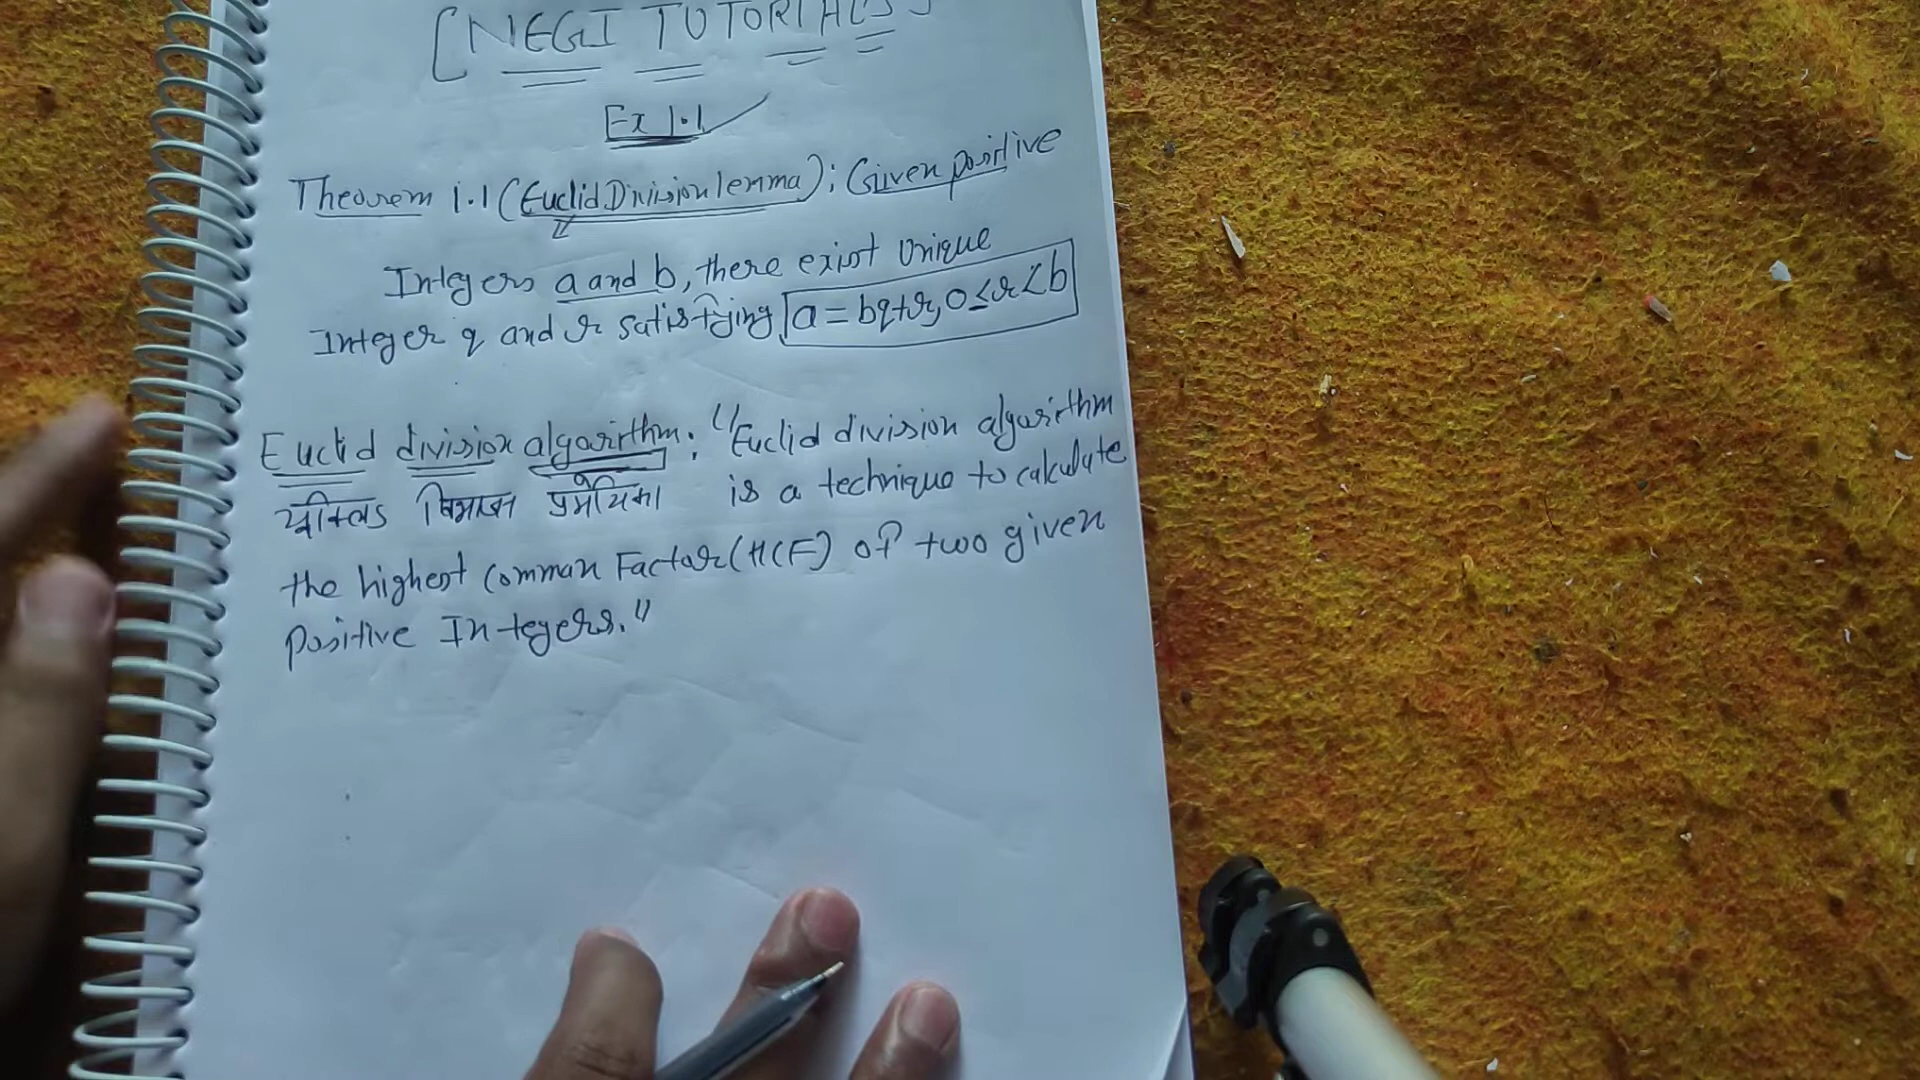 [NEGI TUTORIALS]
Ex 1.1
Theorem 1.1 (Euclid Division lemma): Given positive
Integers a and b, there exist unique
Integer q and r satisfying a = bq+r, 0≤r<b
Euclid division algorithm: "Euclid division algorithm
यूक्लिड विभाजन प्रमेयिका is a technique to calculate
the highest comman Factor (HCF) of two given
positive Integers."